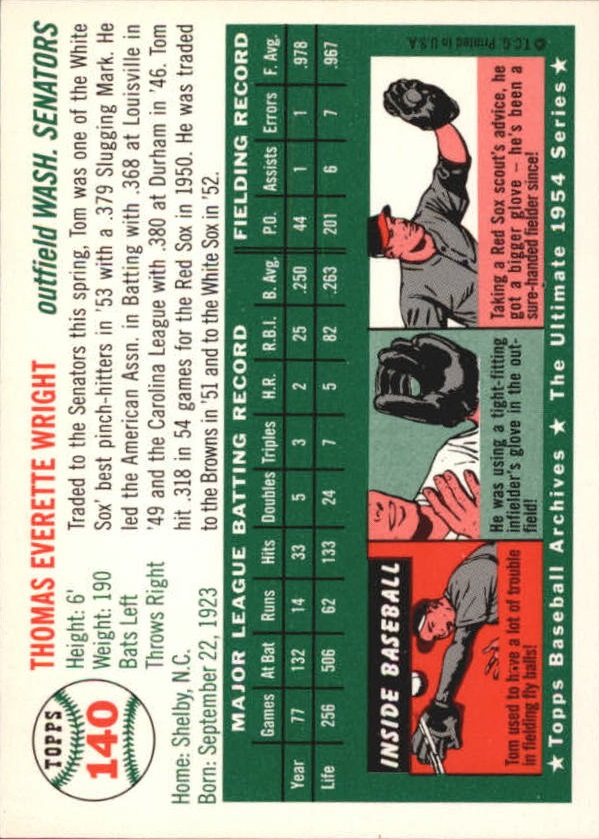 TOPPS
140
THOMAS EVERETTE WRIGHT
outfield WASH. SENATORS
Height: 6'
Weight: 190
Bats Left
Throws Right
Home: Shelby, N.C.
Born: September 22, 1923
Traded to the Senators this spring, Tom was one of the White
Sox' best pinch-hitters in '53 with a .379 Slugging Mark. He
led the American Assn. in Batting with .368 at Louisville in
'49 and the Carolina League with .380 at Durham in '46. Tom
hit .318 in 54 games for the Red Sox in 1950. He was traded
to the Browns in '51 and to the White Sox in '52.
MAJOR LEAGUE BATTING RECORD FIELDING RECORD
Games At Bat Runs Hits Doubles Triples H.R. R.B.I. B. Avg. P.O. Assists Errors F. Avg.
Year 77 132 14 33 5 3 2 25 .250 44 1 1 .978
Life 256 506 62 133 24 7 5 82 .263 201 6 7 .967
INSIDE BASEBALL
Tom used to have a lot of trouble
in fielding fly balls!
He was using a tight-fitting
infielder's glove in the out-
field!
Taking a Red Sox scout's advice, he
got a bigger glove – he's been a
sure-handed fielder since!
© T.C.G. Printed in U.S.A.
★ Topps Baseball Archives ★ The Ultimate 1954 Series ★